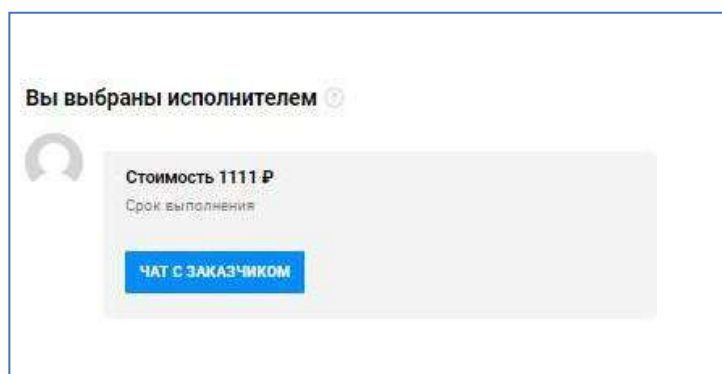 Вы выбраны исполнителем
Стоимость 1111 ₽
Срок выполнения
ЧАТ С ЗАКАЗЧИКОМ